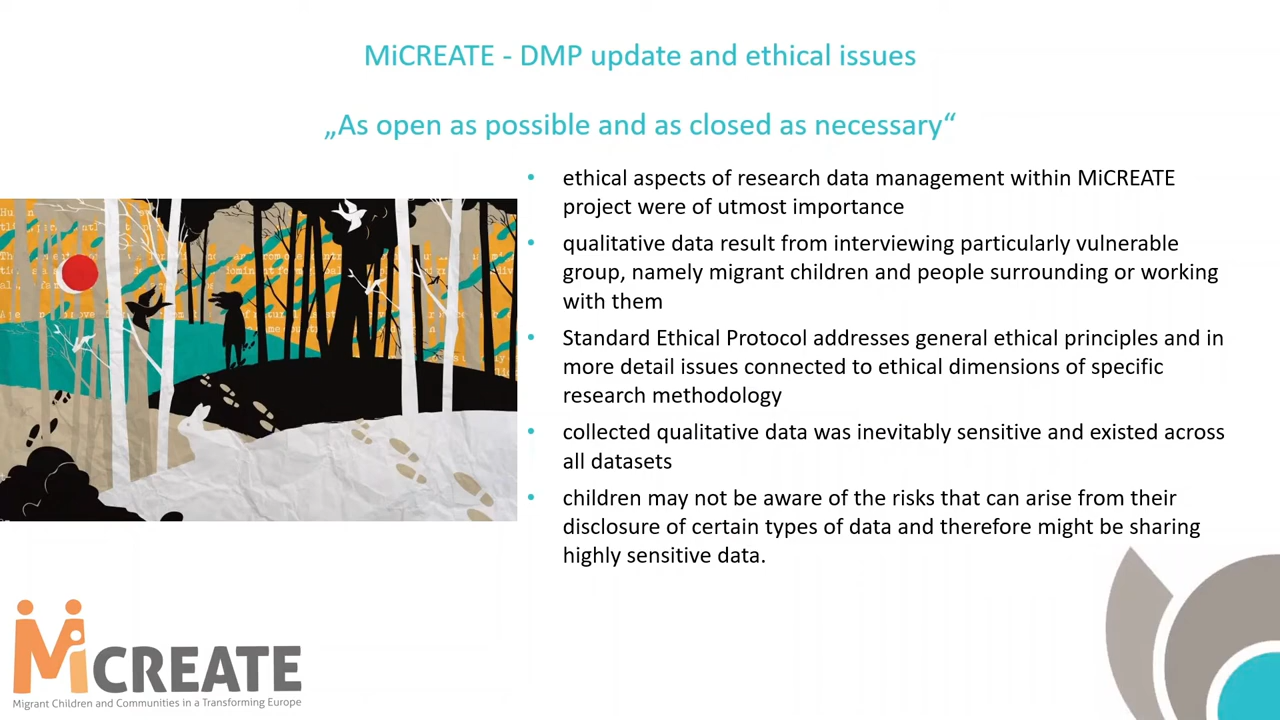 MiCREATE - DMP update and ethical issues
„As open as possible and as closed as necessary“
• ethical aspects of research data management within MiCREATE
project were of utmost importance
• qualitative data result from interviewing particularly vulnerable
group, namely migrant children and people surrounding or working
with them
• Standard Ethical Protocol addresses general ethical principles and in
more detail issues connected to ethical dimensions of specific
research methodology
• collected qualitative data was inevitably sensitive and existed across
all datasets
• children may not be aware of the risks that can arise from their
disclosure of certain types of data and therefore might be sharing
highly sensitive data.
MiCREATE
Migrant Children and Communities in a Transforming Europe